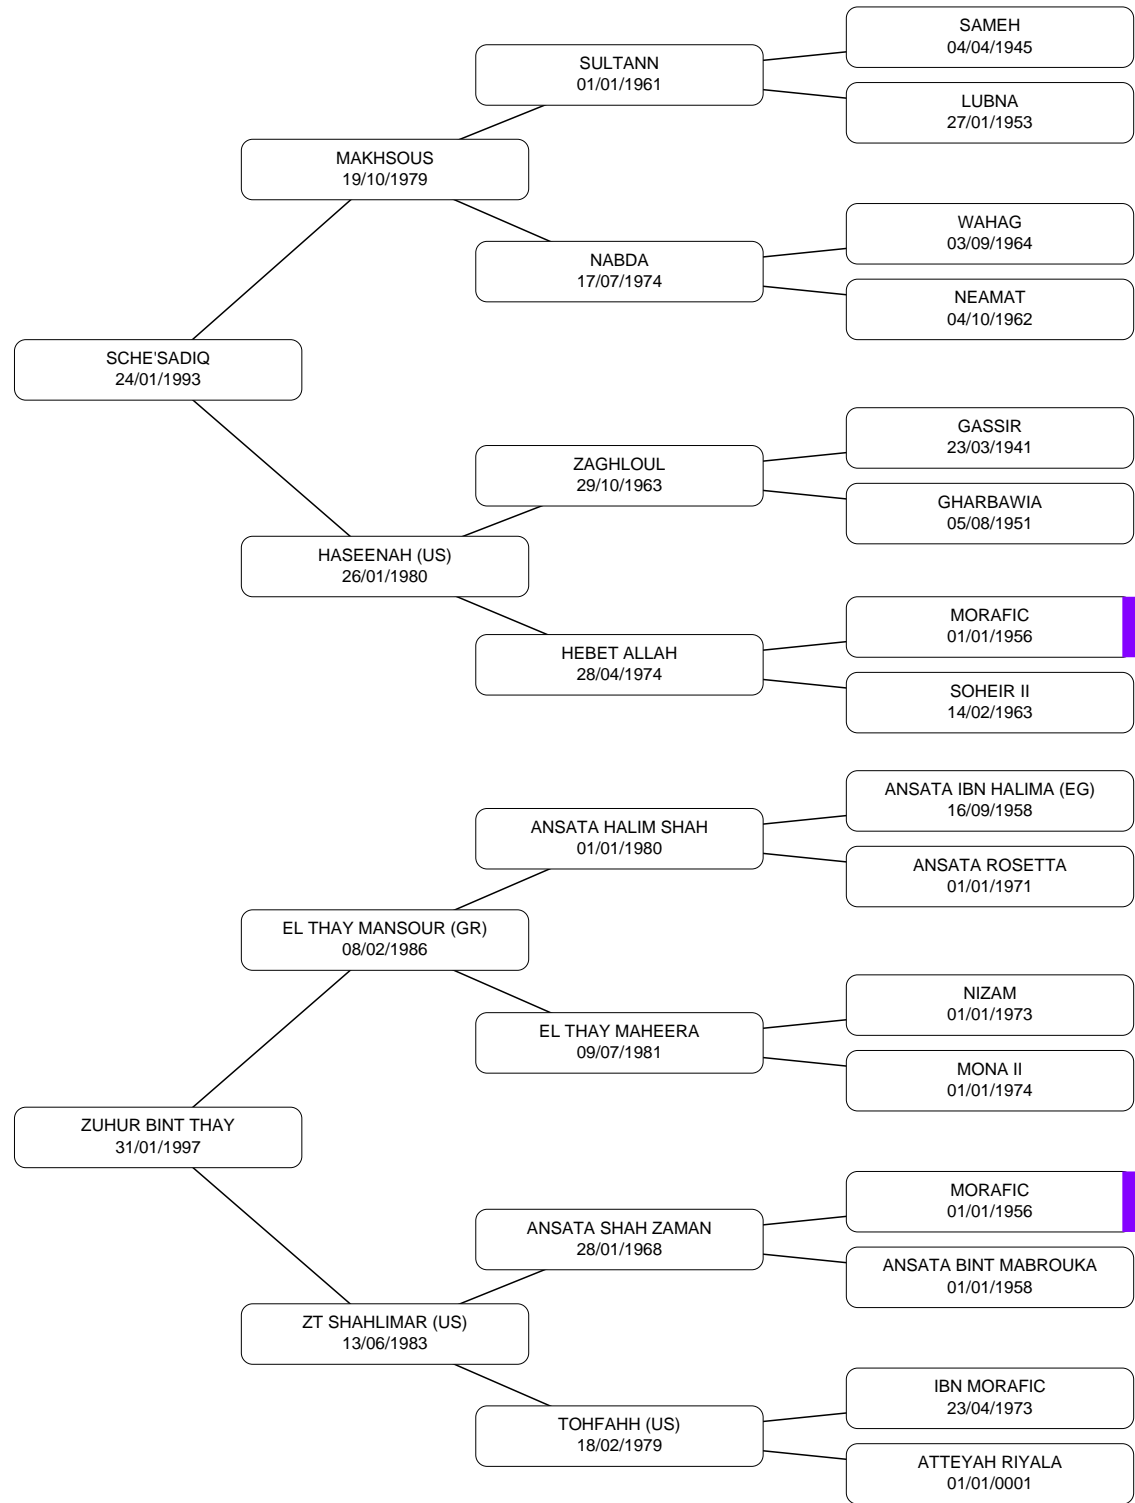 SAMEH
04/04/1945
SULTANN
01/01/1961
LUBNA
27/01/1953
MAKHSOUS
19/10/1979
WAHAG
03/09/1964
NABDA
17/07/1974
NEAMAT
04/10/1962
SCHE'SADIQ
24/01/1993
GASSIR
23/03/1941
ZAGHLOUL
29/10/1963
GHARBAWIA
05/08/1951
HASEENAH (US)
26/01/1980
MORAFIC
01/01/1956
HEBET ALLAH
28/04/1974
SOHEIR II
14/02/1963
ANSATA IBN HALIMA (EG)
16/09/1958
ANSATA HALIM SHAH
01/01/1980
ANSATA ROSETTA
01/01/1971
EL THAY MANSOUR (GR)
08/02/1986
NIZAM
01/01/1973
EL THAY MAHEERA
09/07/1981
MONA II
01/01/1974
ZUHUR BINT THAY
31/01/1997
MORAFIC
01/01/1956
ANSATA SHAH ZAMAN
28/01/1968
ANSATA BINT MABROUKA
01/01/1958
ZT SHAHLIMAR (US)
13/06/1983
IBN MORAFIC
23/04/1973
TOHFAHH (US)
18/02/1979
ATTEYAH RIYALA
01/01/0001